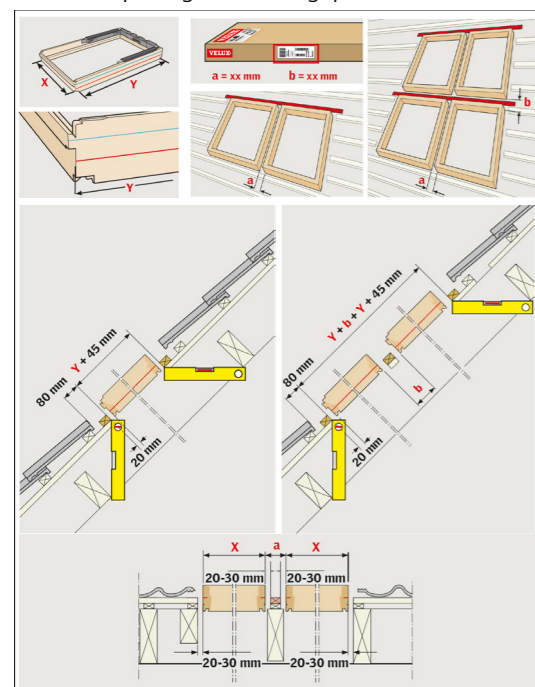 X
Y
VELUX
a = xx mm
b = xx mm
b
a
Y
a
Y + 45 mm
80 mm
20 mm
Y + b + Y + 45 mm
80 mm
b
20 mm
X
a
X
20-30 mm
20-30 mm
20-30 mm
20-30 mm